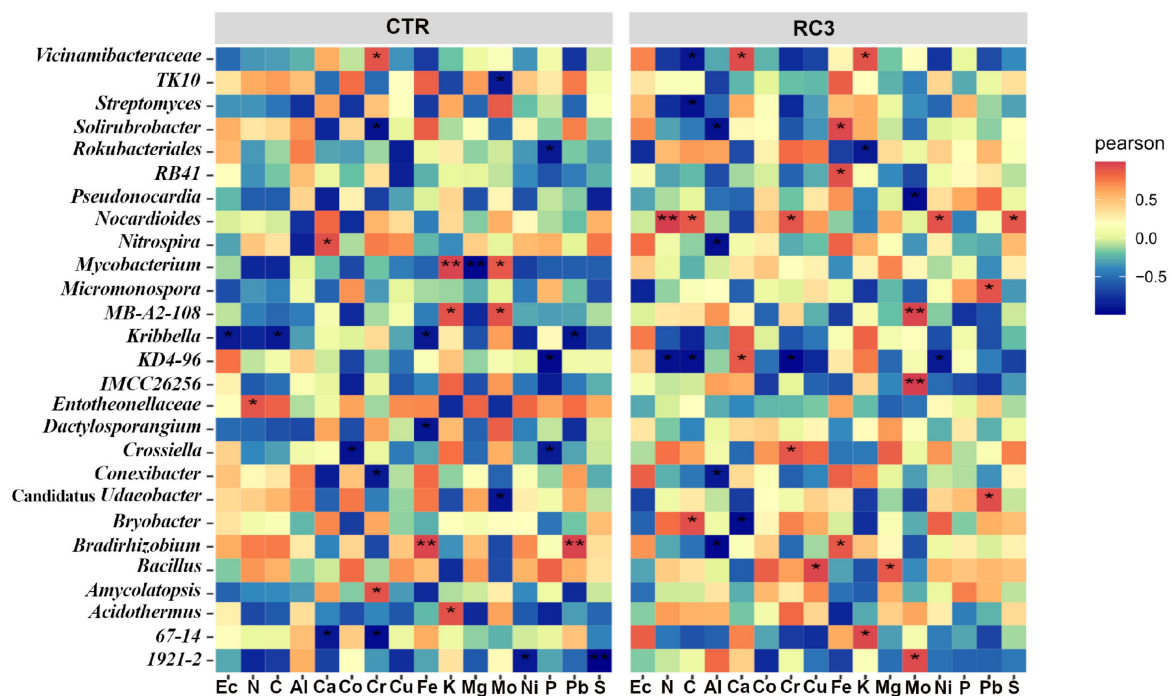 CTR RC3
Vicinamibacteraceae
TK10
Streptomyces
Solirubrobacter
Rokubacteriales
RB41
Pseudonocardia
Nocardioides
Nitrospira
Mycobacterium
Micromonospora
MB-A2-108
Kribbella
KD4-96
IMCC26256
Entotheonellaceae
Dactylosporangium
Crossiella
Conexibacter
Candidatus Udaeobacter
Bryobacter
Bradirhizobium
Bacillus
Amycolatopsis
Acidothermus
67-14
1921-2
Ec N C Al Ca Co Cr Cu Fe K Mg Mo Ni P Pb S Ec N C Al Ca Co Cr Cu Fe K Mg Mo Ni P Pb S
pearson
0.5
0.0
−0.5